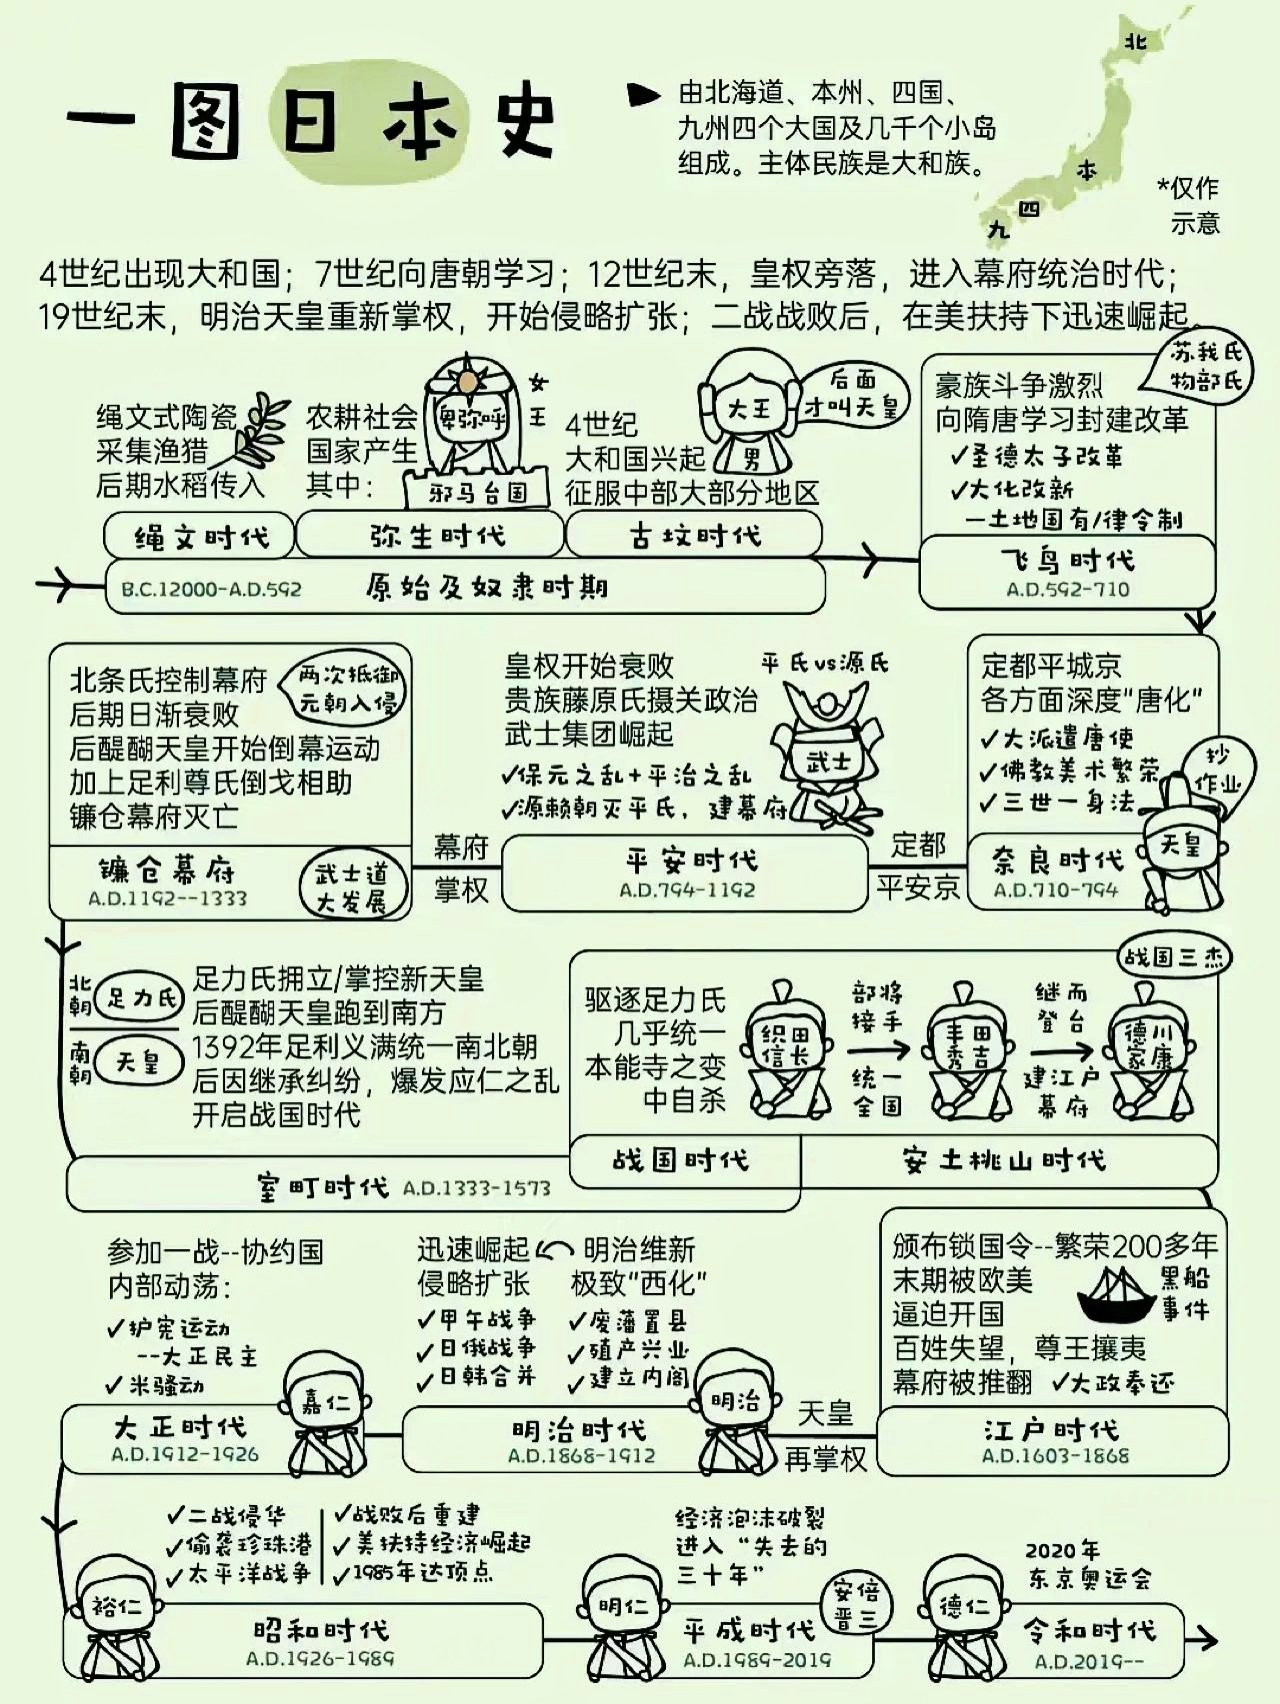 一图日本史
由北海道、本州、四国、
九州四个大国及几千个小岛
组成。主体民族是大和族。
北
本
四
九
*仅作
示意
4世纪出现大和国；7世纪向唐朝学习；12世纪末，皇权旁落，进入幕府统治时代；
19世纪末，明治天皇重新掌权，开始侵略扩张；二战战败后，在美扶持下迅速崛起。
绳文式陶瓷
采集渔猎
后期水稻传入
绳文时代
农耕社会
国家产生
其中：
卑弥呼
女王
邪马台国
弥生时代
4世纪
大和国兴起
征服中部大部分地区
大王
男
后面
才叫天皇
古坟时代
B.C.12000-A.D.592 原始及奴隶时期
苏我氏
物部氏
豪族斗争激烈
向隋唐学习封建改革
✓圣德太子改革
✓大化改新
—土地国有/律令制
飞鸟时代
A.D.592-710
定都平城京
各方面深度"唐化"
✓大派遣唐使
✓佛教美术繁荣
✓三世一身法
抄
作业
天皇
奈良时代
A.D.710-794
定都
平安京
皇权开始衰败
贵族藤原氏摄关政治
武士集团崛起
✓保元之乱+平治之乱
✓源赖朝灭平氏，建幕府
平氏vs源氏
武士
平安时代
A.D.794-1192
幕府
掌权
北条氏控制幕府
后期日渐衰败
后醍醐天皇开始倒幕运动
加上足利尊氏倒戈相助
镰仓幕府灭亡
两次抵御
元朝入侵
镰仓幕府
A.D.1192--1333
武士道
大发展
北朝
足力氏
南朝
天皇
足力氏拥立/掌控新天皇
后醍醐天皇跑到南方
1392年足利义满统一南北朝
后因继承纠纷，爆发应仁之乱
开启战国时代
室町时代 A.D.1333-1573
战国三杰
驱逐足力氏
几乎统一
本能寺之变
中自杀
织田
信长
部将
接手
统一
全国
丰田
秀吉
继而
登台
建江户
幕府
德川
家康
战国时代
安土桃山时代
颁布锁国令--繁荣200多年
末期被欧美
逼迫开国
黑船
事件
百姓失望，尊王攘夷
幕府被推翻 ✓大政奉还
江户时代
A.D.1603-1868
天皇
再掌权
迅速崛起
侵略扩张
✓甲午战争
✓日俄战争
✓日韩合并
明治维新
极致"西化"
✓废藩置县
✓殖产兴业
✓建立内阁
明治
明治时代
A.D.1868-1912
参加一战--协约国
内部动荡：
✓护宪运动
--大正民主
✓米骚动
嘉仁
大正时代
A.D.1912-1926
✓二战侵华
✓偷袭珍珠港
✓太平洋战争
✓战败后重建
✓美扶持经济崛起
✓1985年达顶点
裕仁
昭和时代
A.D.1926-1989
经济泡沫破裂
进入"失去的
三十年"
安倍
晋三
明仁
平成时代
A.D.1989-2019
2020年
东京奥运会
德仁
令和时代
A.D.2019--